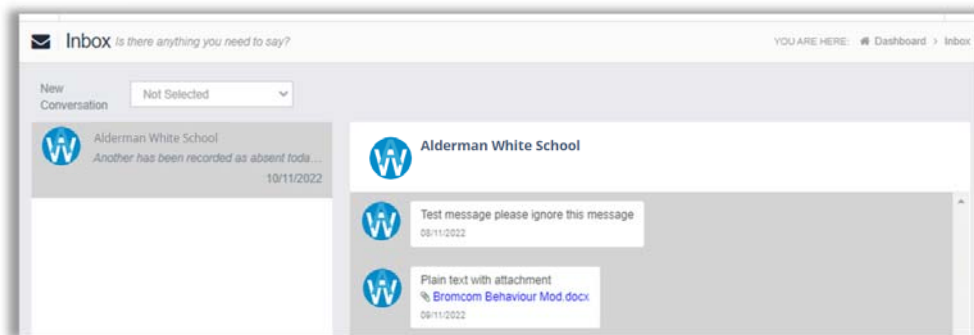 Inbox Is there anything you need to say?
YOU ARE HERE: Dashboard > Inbox
New
Conversation
Not Selected
Alderman White School
Another has been recorded as absent toda...
10/11/2022
Alderman White School
Test message please ignore this message
08/11/2022
Plain text with attachment
Bromcom Behaviour Mod.docx
09/11/2022